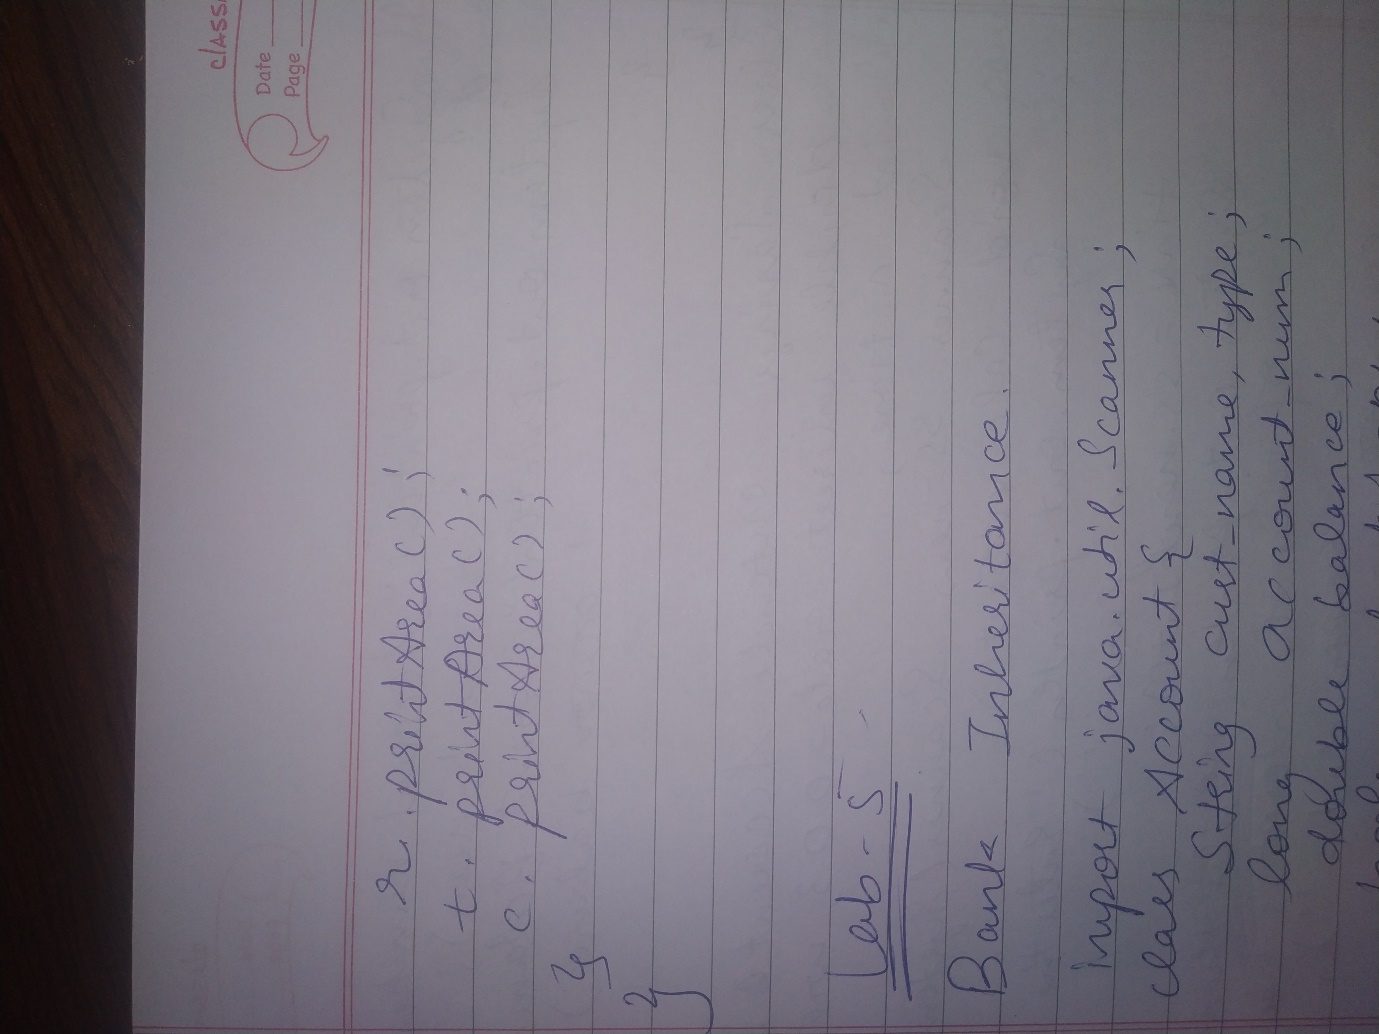 CLASS
Date
Page
r. printArea();
t. printArea();
c. printArea();
}
}
Lab - 5
Bank Inheritance.
import java.util.Scanner;
class Account {
String cust_name, type;
long account_num;
double balance;